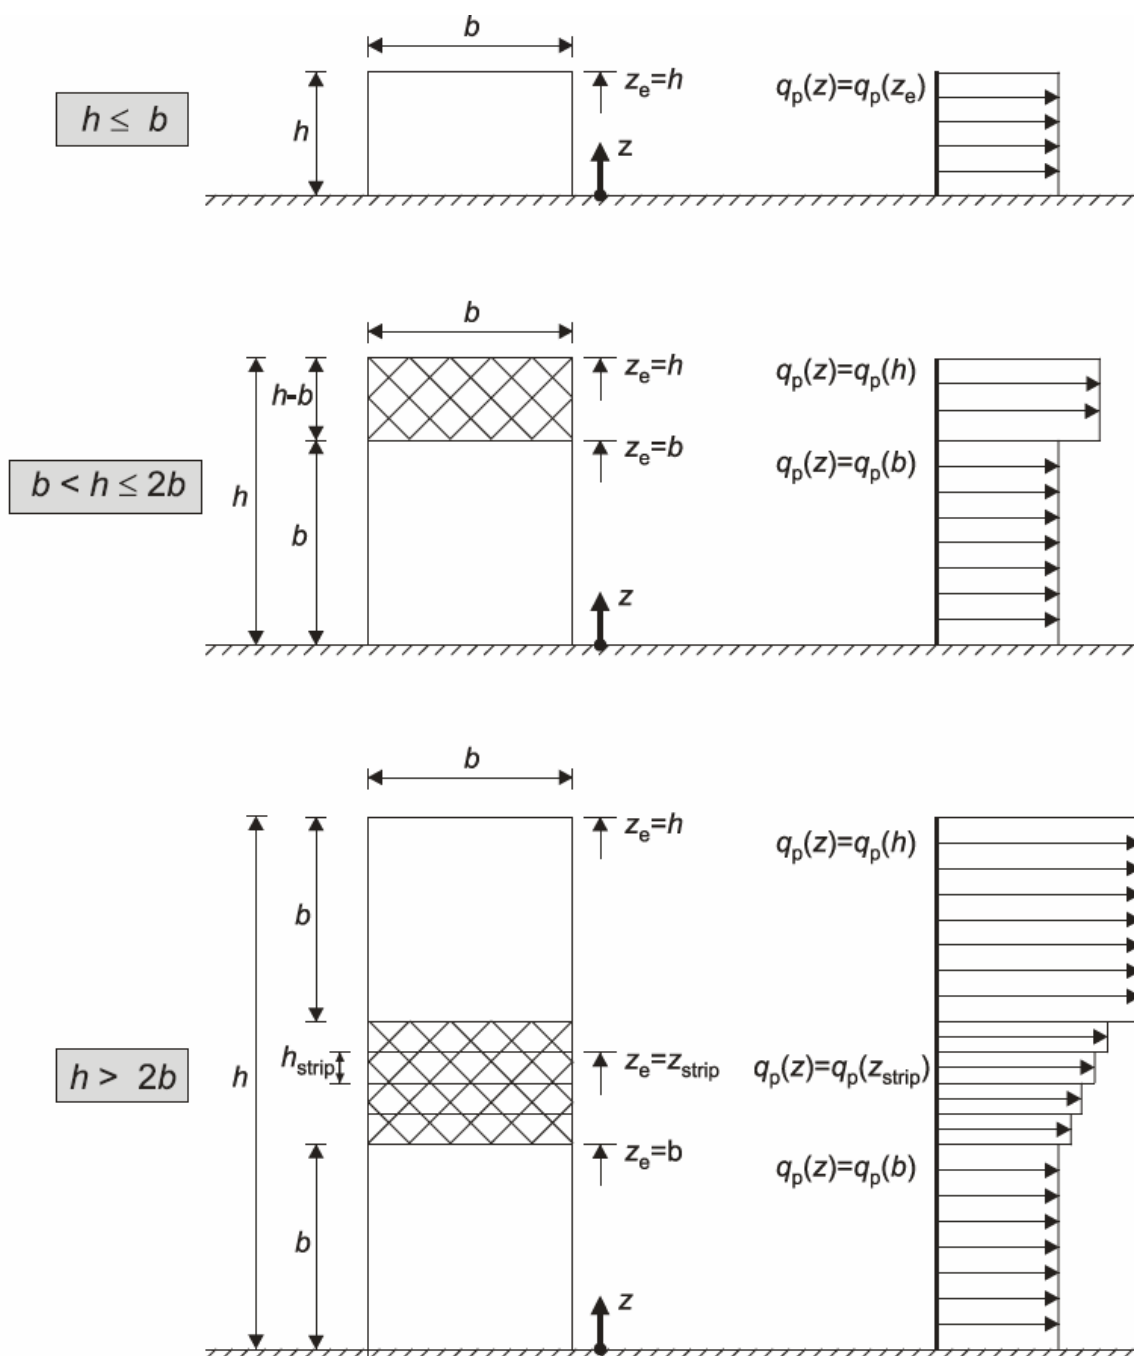 b
h ≤ b
h
z_e=h
z
q_p(z)=q_p(z_e)
b
b < h ≤ 2b
h
h-b
b
z_e=h
z_e=b
z
q_p(z)=q_p(h)
q_p(z)=q_p(b)
b
h > 2b
h
b
h_strip
b
z_e=h
z_e=z_strip
z_e=b
z
q_p(z)=q_p(h)
q_p(z)=q_p(z_strip)
q_p(z)=q_p(b)